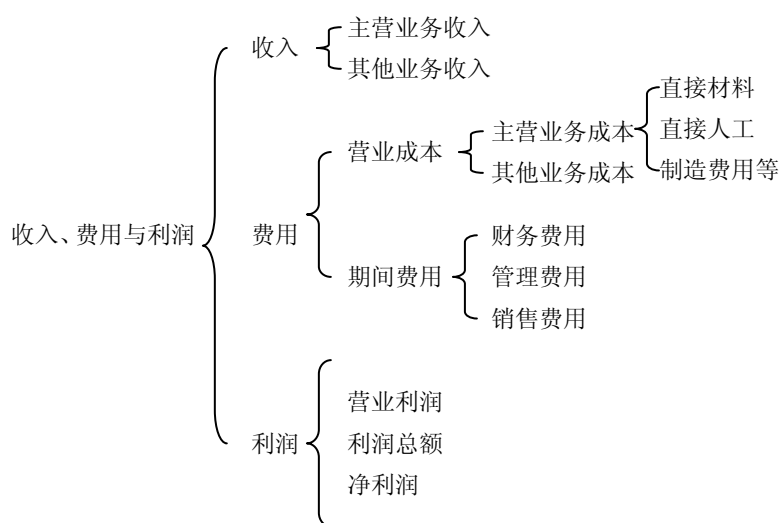 收入、费用与利润
收入
主营业务收入
其他业务收入
费用
营业成本
主营业务成本
直接材料
直接人工
制造费用等
其他业务成本
期间费用
财务费用
管理费用
销售费用
利润
营业利润
利润总额
净利润